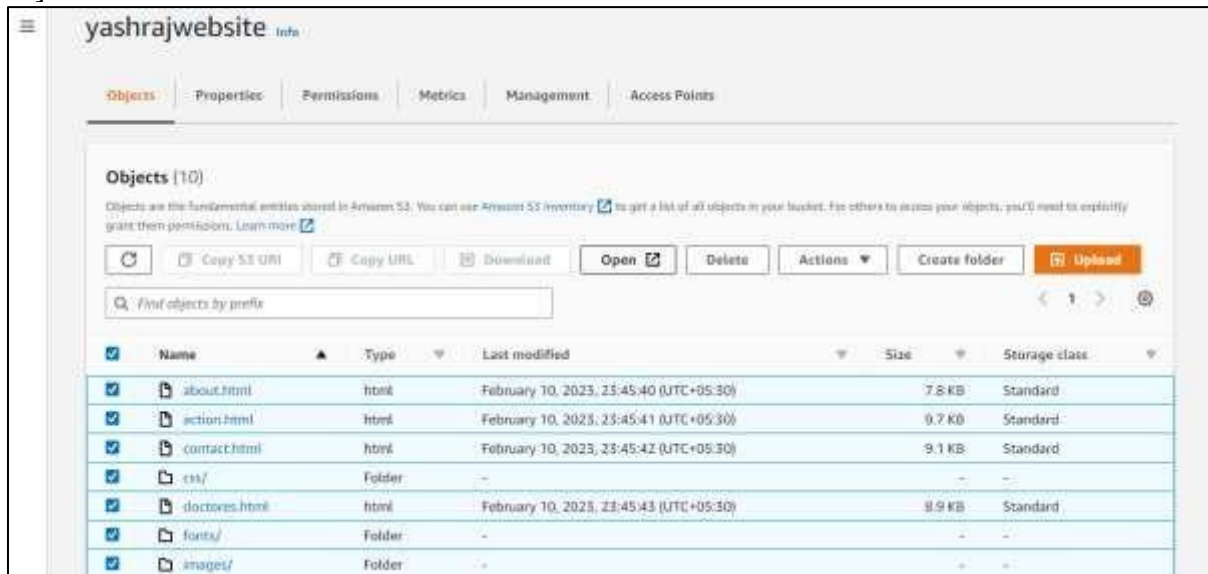 yashrajwebsite Info
Objects Properties Permissions Metrics Management Access Points
Objects (10)
Objects are the fundamental entities stored in Amazon S3. You can use Amazon S3 inventory to get a list of all objects in your bucket. For others to access your objects, you'll need to explicitly
grant them permissions. Learn more
Copy S3 URI Copy URL Download Open Delete Actions Create folder Upload
Find objects by prefix
1
Name Type Last modified Size Storage class
about.html html February 10, 2023, 23:45:40 (UTC+05:30) 7.8 KB Standard
action.html html February 10, 2023, 23:45:41 (UTC+05:30) 9.7 KB Standard
contact.html html February 10, 2023, 23:45:42 (UTC+05:30) 9.1 KB Standard
css/ Folder - - -
doctores.html html February 10, 2023, 23:45:43 (UTC+05:30) 8.9 KB Standard
fonts/ Folder - - -
images/ Folder - - -